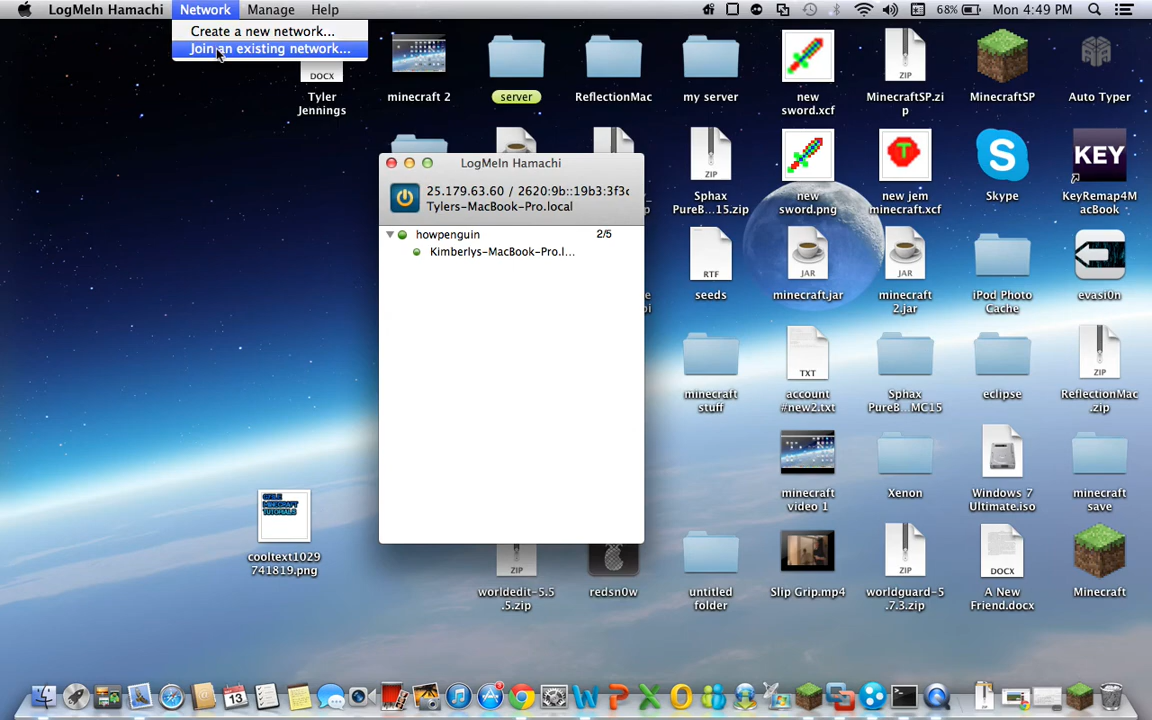 LogMeIn Hamachi Network Manage Help 68% Mon 4:49 PM
Create a new network...
Join an existing network...
DOCX
ZIP
Tyler
Jennings
minecraft 2
server
ReflectionMac
my server
new
sword.xcf
MinecraftSP.zi
p
MinecraftSP
Auto Typer
LogMeIn Hamachi
25.179.63.60 / 2620:9b::19b3:3f3c
Tylers-MacBook-Pro.local
howpenguin 2/5
Kimberlys-MacBook-Pro.l...
ZIP
Sphax
PureB...15.zip
new
sword.png
T
new jem
minecraft.xcf
S
Skype
KEY
KeyRemap4M
acBook
RTF
seeds
JAR
minecraft.jar
JAR
minecraft
2.jar
iPod Photo
Cache
evasi0n
minecraft
stuff
TXT
account
#new2.txt
Sphax
PureB...MC15
eclipse
ZIP
ReflectionMac
.zip
minecraft
video 1
Xenon
Windows 7
Ultimate.iso
minecraft
save
MINECRAFT
TUTORIALS
cooltext1029
741819.png
ZIP
worldedit-5.5
.5.zip
redsn0w
untitled
folder
Slip Grip.mp4
ZIP
worldguard-5
.7.3.zip
DOCX
A New
Friend.docx
Minecraft
13